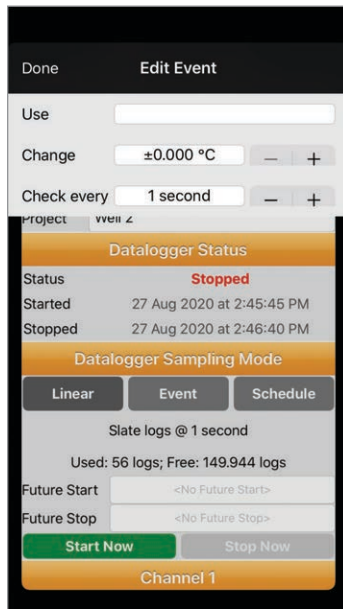 Done Edit Event
Use
Change ±0.000 °C − +
Check every 1 second − +
Project Well 2
Datalogger Status
Status Stopped
Started 27 Aug 2020 at 2:45:45 PM
Stopped 27 Aug 2020 at 2:46:40 PM
Datalogger Sampling Mode
Linear Event Schedule
Slate logs @ 1 second
Used: 56 logs; Free: 149.944 logs
Future Start <No Future Start>
Future Stop <No Future Stop>
Start Now Stop Now
Channel 1